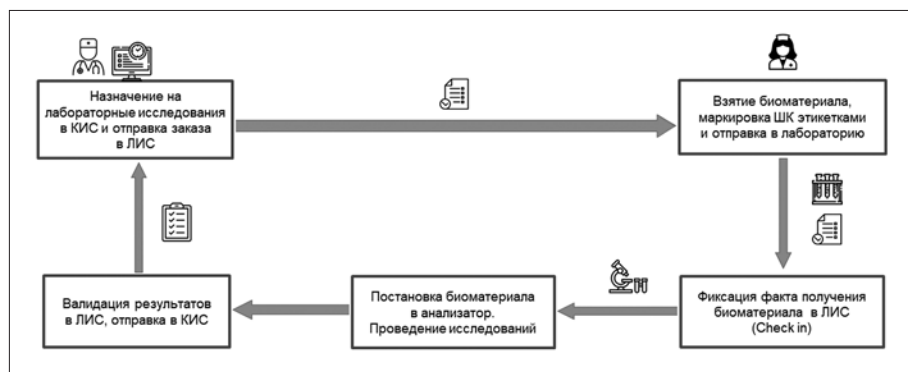 Назначение на
лабораторные исследования
в КИС и отправка заказа
в ЛИС
Взятие биоматериала,
маркировка ШК этикетками
и отправка в лабораторию
Валидация результатов
в ЛИС, отправка в КИС
Постановка биоматериала
в анализатор.
Проведение исследований
Фиксация факта получения
биоматериала в ЛИС
(Check in)